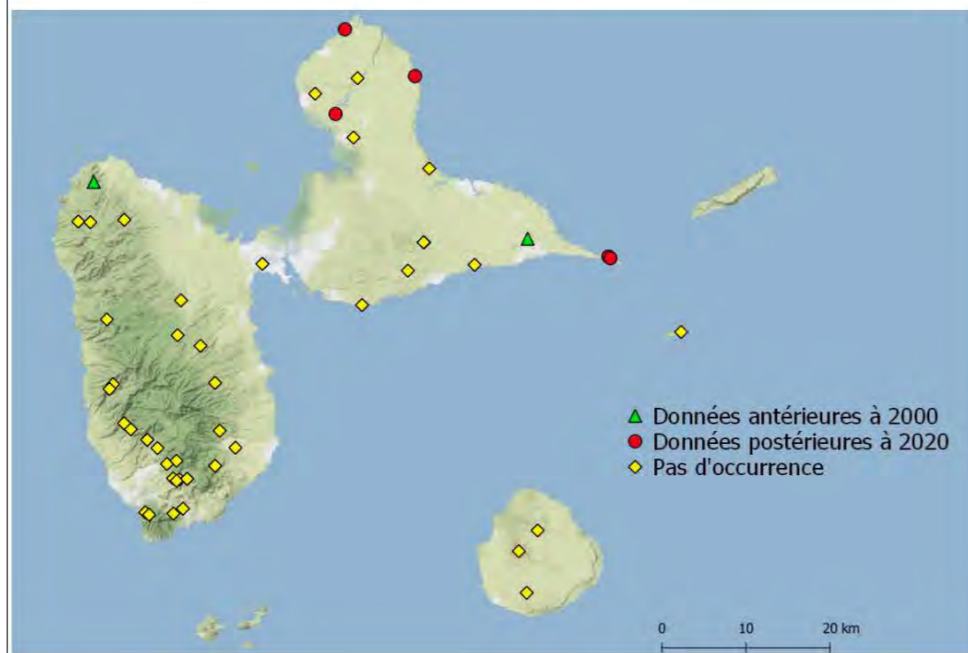 Données antérieures à 2000
Données postérieures à 2020
Pas d'occurrence
0 10 20 km